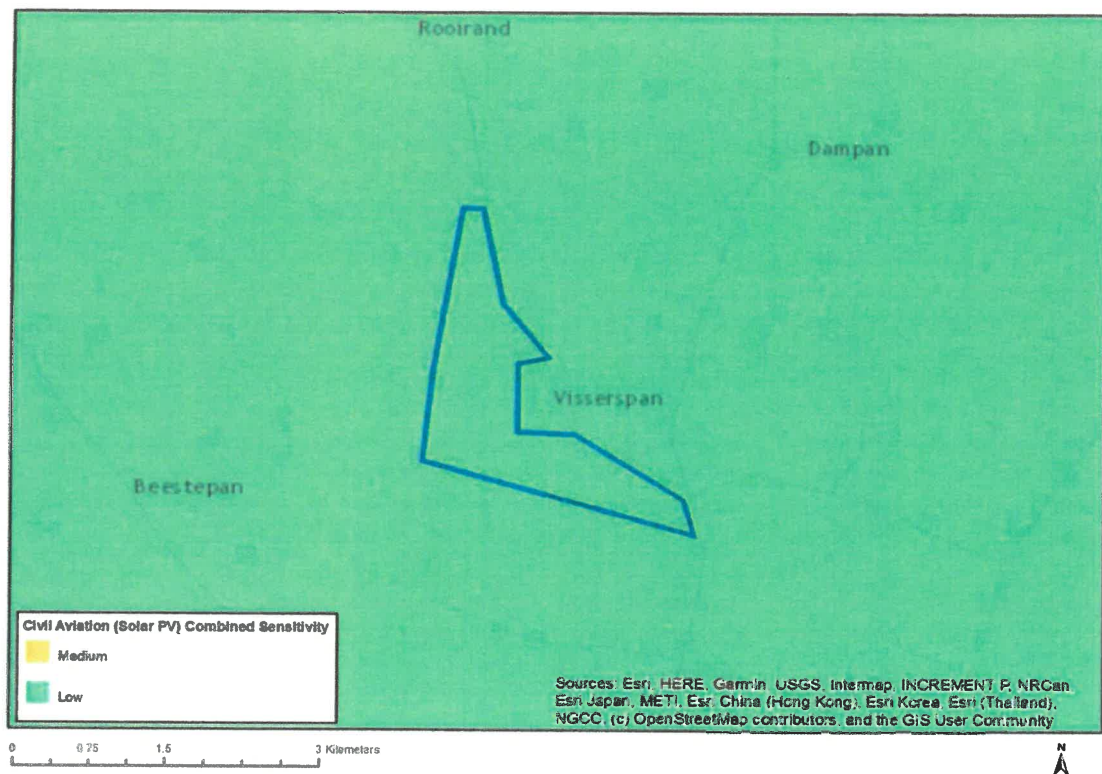 Rooirand
Dampan
Visserspan
Beestepan
Civil Aviation (Solar PV) Combined Sensitivity
Medium
Low
Sources: Esri, HERE, Garmin, USGS, Intermap, INCREMENT P, NRCan,
Esri Japan, METI, Esri China (Hong Kong), Esri Korea, Esri (Thailand),
NGCC, (c) OpenStreetMap contributors, and the GIS User Community
0 0.75 1.5 3 Kilometers
N